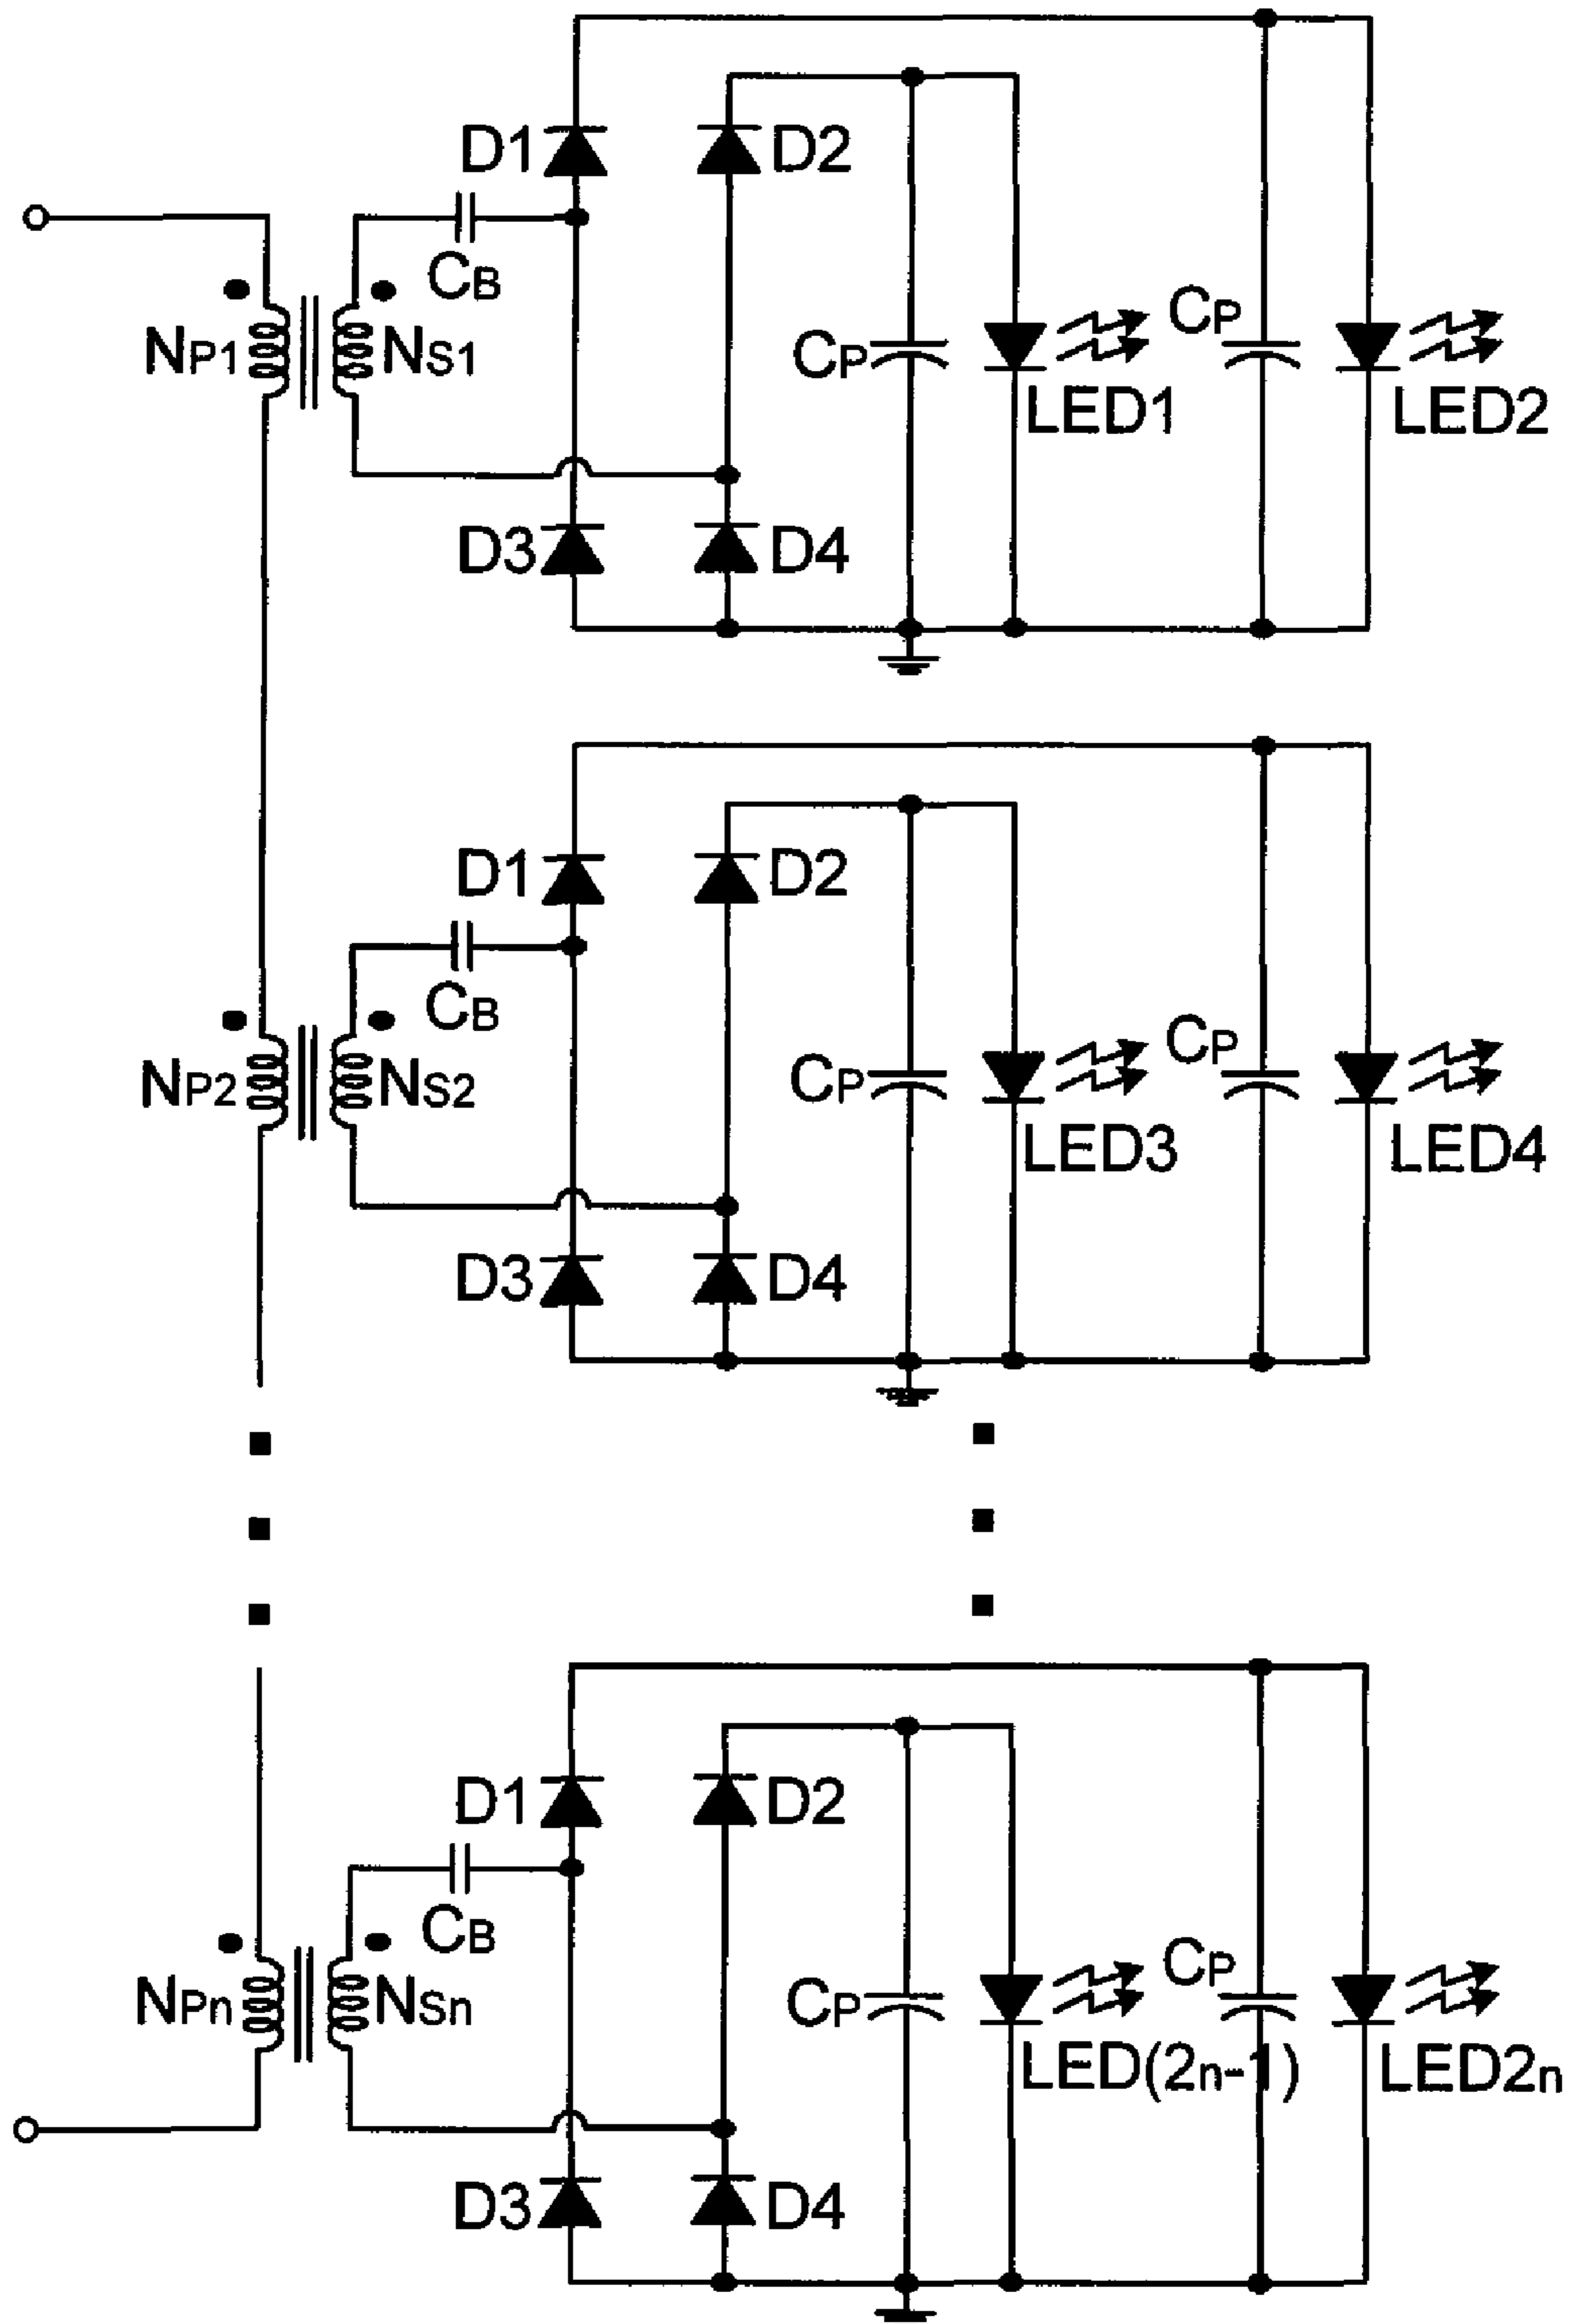 D1 D2
CB
NP1 NS1 CP LED1 CP LED2
D3 D4
D1 D2
CB
NP2 NS2 CP LED3 CP LED4
D3 D4
D1 D2
CB
NPn NSn CP LED(2n-1) CP LED2n
D3 D4